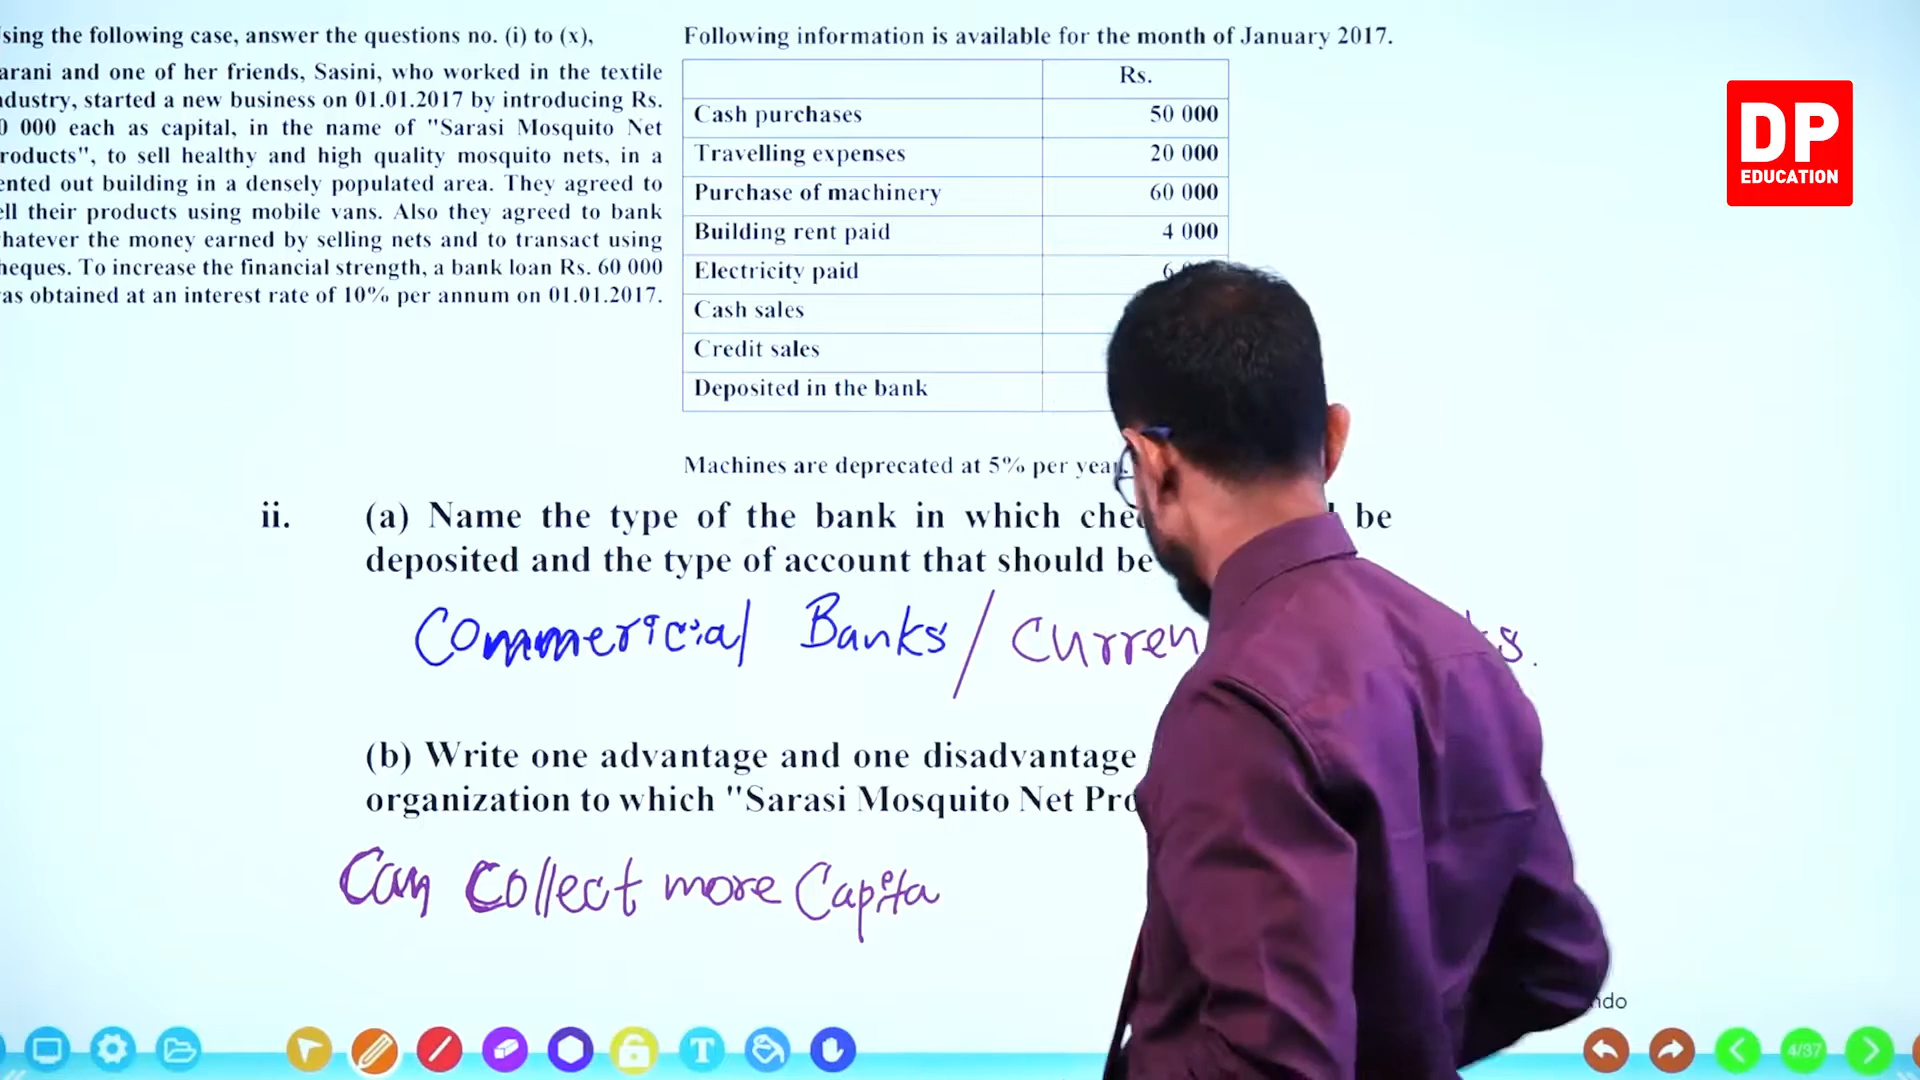 sing the following case, answer the questions no. (i) to (x),
arani and one of her friends, Sasini, who worked in the textile
ndustry, started a new business on 01.01.2017 by introducing Rs.
0 000 each as capital, in the name of "Sarasi Mosquito Net
roducts", to sell healthy and high quality mosquito nets, in a
ented out building in a densely populated area. They agreed to
ell their products using mobile vans. Also they agreed to bank
hatever the money earned by selling nets and to transact using
heques. To increase the financial strength, a bank loan Rs. 60 000
as obtained at an interest rate of 10% per annum on 01.01.2017.
Following information is available for the month of January 2017.
Rs.
Cash purchases 50 000
Travelling expenses 20 000
Purchase of machinery 60 000
Building rent paid 4 000
Electricity paid 6
Cash sales
Credit sales
Deposited in the bank
Machines are deprecated at 5% per year.
ii. (a) Name the type of the bank in which be
deposited and the type of account that should be
Commericial Banks / Curren
(b) Write one advantage and one disadvantage
organization to which "Sarasi Mosquito Net Pro
Can Collect more Capita
DP
EDUCATION
T
4/37